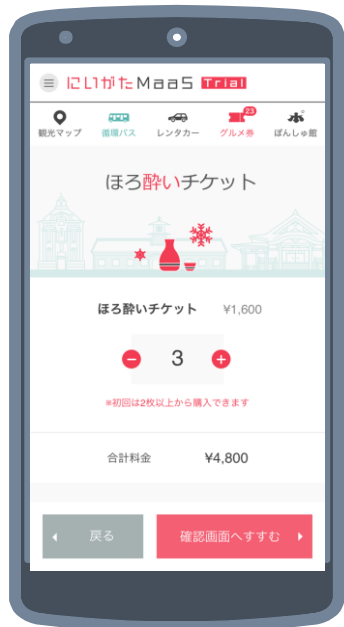 にいがたMaaS Trial
観光マップ
循環バス
レンタカー
23
グルメ券
ぽんしゅ館
ほろ酔いチケット
ほろ酔いチケット ¥1,600
3
※初回は2枚以上から購入できます
合計料金 ¥4,800
戻る
確認画面へすすむ